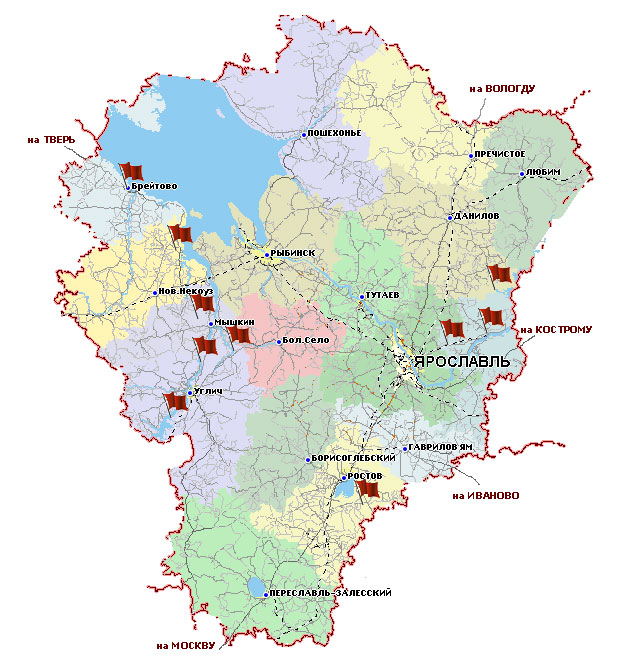 на ВОЛОГДУ
на ТВЕРЬ
ПОШЕХОНЬЕ
ПРЕЧИСТОЕ
ЛЮБИМ
Брейтово
ДАНИЛОВ
РЫБИНСК
Нов.Некоуз
ТУТАЕВ
Мышкин
на КОСТРОМУ
Бол.Село
ЯРОСЛАВЛЬ
Углич
ГАВРИЛОВ ЯМ
БОРИСОГЛЕБСКИЙ
РОСТОВ
на ИВАНОВО
ПЕРЕСЛАВЛЬ-ЗАЛЕССКИЙ
на МОСКВУ